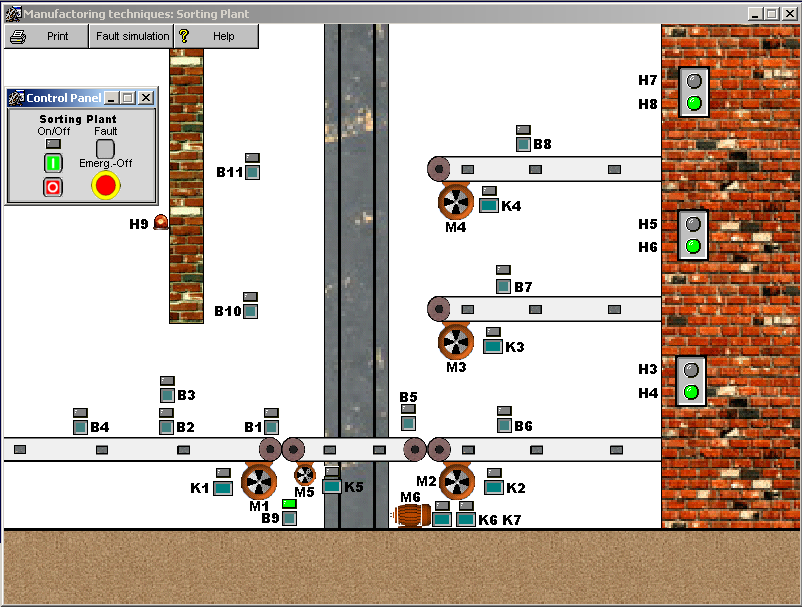 Manufactoring techniques: Sorting Plant
Print
Fault simulation
Help
Control Panel
Sorting Plant
On/Off
Fault
Emerg.-Off
H7
H8
B8
B11
K4
M4
H9
H5
H6
B7
B10
K3
M3
H3
H4
B3
B5
B4
B2
B1
B6
K1
M1
M5
K5
M2
K2
M6
B9
K6 K7